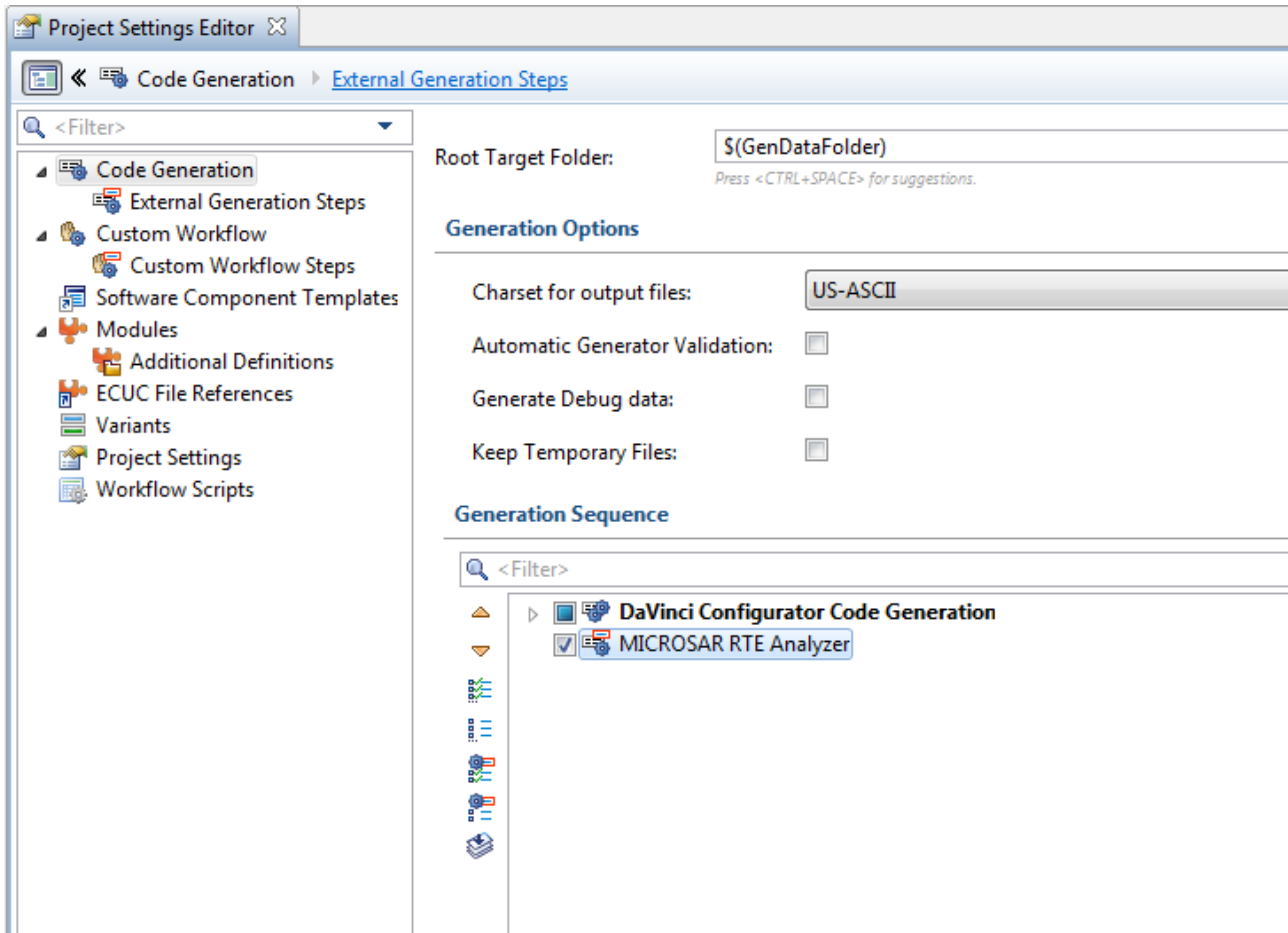 Project Settings Editor
Code Generation External Generation Steps
<Filter>
Code Generation
External Generation Steps
Custom Workflow
Custom Workflow Steps
Software Component Templates
Modules
Additional Definitions
ECUC File References
Variants
Project Settings
Workflow Scripts
Root Target Folder: $(GenDataFolder)
Press <CTRL+SPACE> for suggestions.
Generation Options
Charset for output files: US-ASCII
Automatic Generator Validation:
Generate Debug data:
Keep Temporary Files:
Generation Sequence
<Filter>
DaVinci Configurator Code Generation
MICROSAR RTE Analyzer